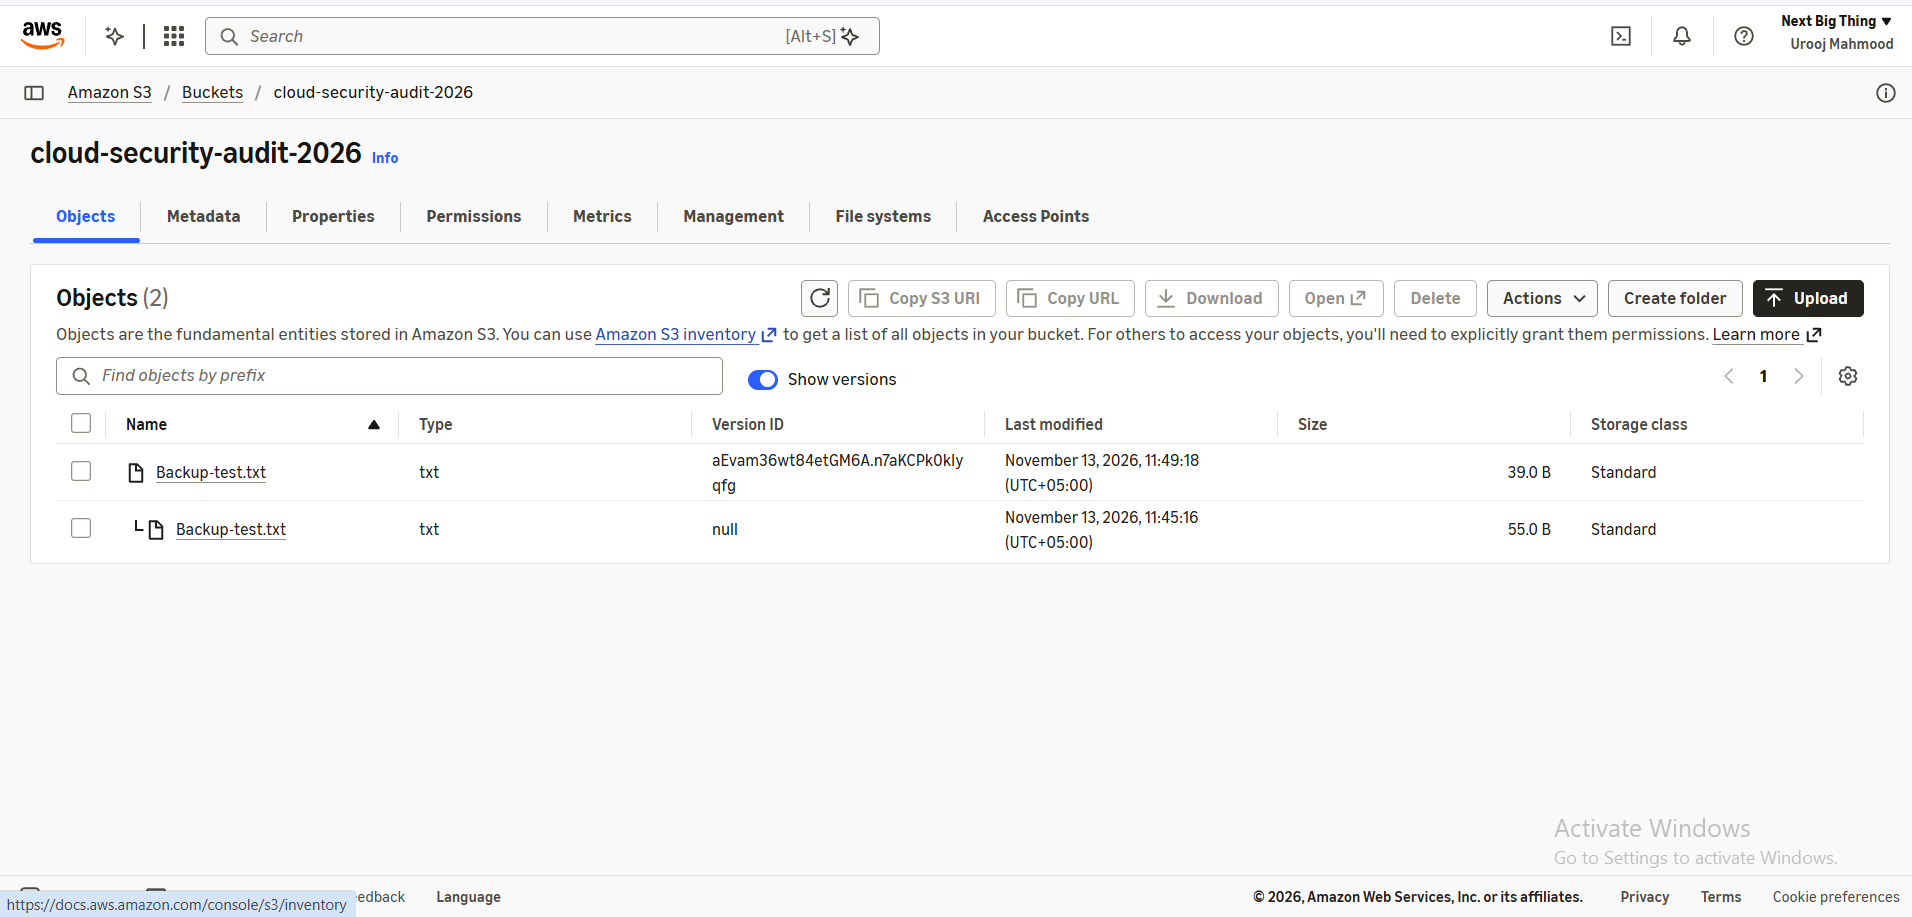 aws
Search [Alt+S]
Next Big Thing
Urooj Mahmood
Amazon S3 / Buckets / cloud-security-audit-2026
cloud-security-audit-2026 Info
Objects Metadata Properties Permissions Metrics Management File systems Access Points
Objects (2) Copy S3 URI Copy URL Download Open Delete Actions Create folder Upload
Objects are the fundamental entities stored in Amazon S3. You can use Amazon S3 inventory to get a list of all objects in your bucket. For others to access your objects, you'll need to explicitly grant them permissions. Learn more
Find objects by prefix Show versions 1
Name Type Version ID Last modified Size Storage class
Backup-test.txt txt aEvam36wt84etGM6A.n7aKCPk0kIy November 13, 2026, 11:49:18 39.0 B Standard
qfg (UTC+05:00)
Backup-test.txt txt null November 13, 2026, 11:45:16 55.0 B Standard
(UTC+05:00)
Activate Windows
Go to Settings to activate Windows.
edback Language © 2026, Amazon Web Services, Inc. or its affiliates. Privacy Terms Cookie preferences
https://docs.aws.amazon.com/console/s3/inventory